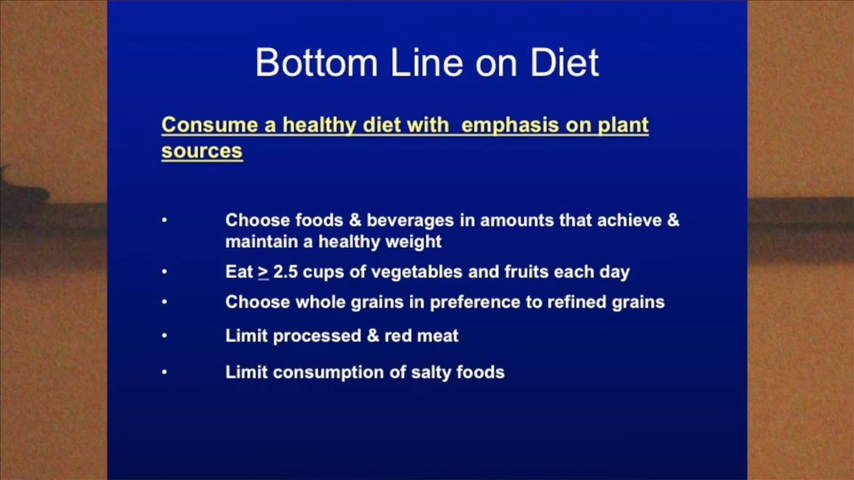 Bottom Line on Diet
Consume a healthy diet with  emphasis on plant
sources
• Choose foods & beverages in amounts that achieve &
maintain a healthy weight
• Eat ≥ 2.5 cups of vegetables and fruits each day
• Choose whole grains in preference to refined grains
• Limit processed & red meat
• Limit consumption of salty foods